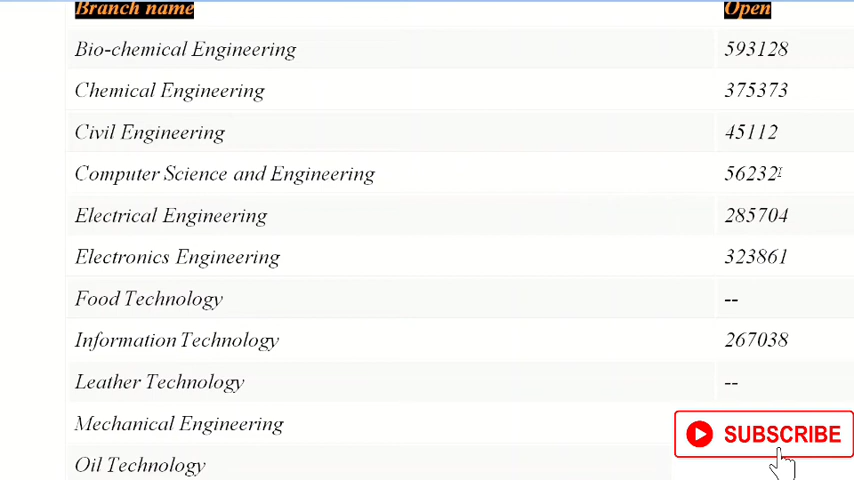 Branch name Open
Bio-chemical Engineering 593128
Chemical Engineering 375373
Civil Engineering 45112
Computer Science and Engineering 56232
Electrical Engineering 285704
Electronics Engineering 323861
Food Technology --
Information Technology 267038
Leather Technology --
Mechanical Engineering
SUBSCRIBE
Oil Technology